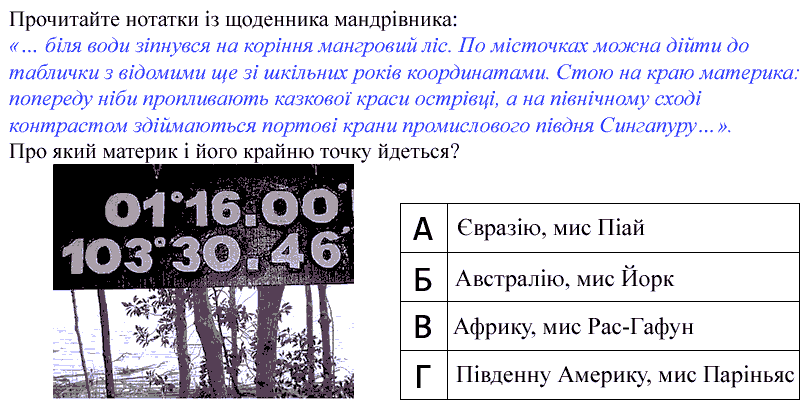 Прочитайте нотатки із щоденника мандрівника:
«… біля води зіпнувся на коріння мангровий ліс. По місточках можна дійти до
таблички з відомими ще зі шкільних років координатами. Стою на краю материка:
попереду ніби пропливають казкової краси острівці, а на північному сході
контрастом здіймаються портові крани промислового півдня Сингапуру…».
Про який материк і його крайню точку йдеться?
01°16.00'
103°30.46'
А Євразію, мис Піай
Б Австралію, мис Йорк
В Африку, мис Рас-Гафун
Г Південну Америку, мис Паріньяс